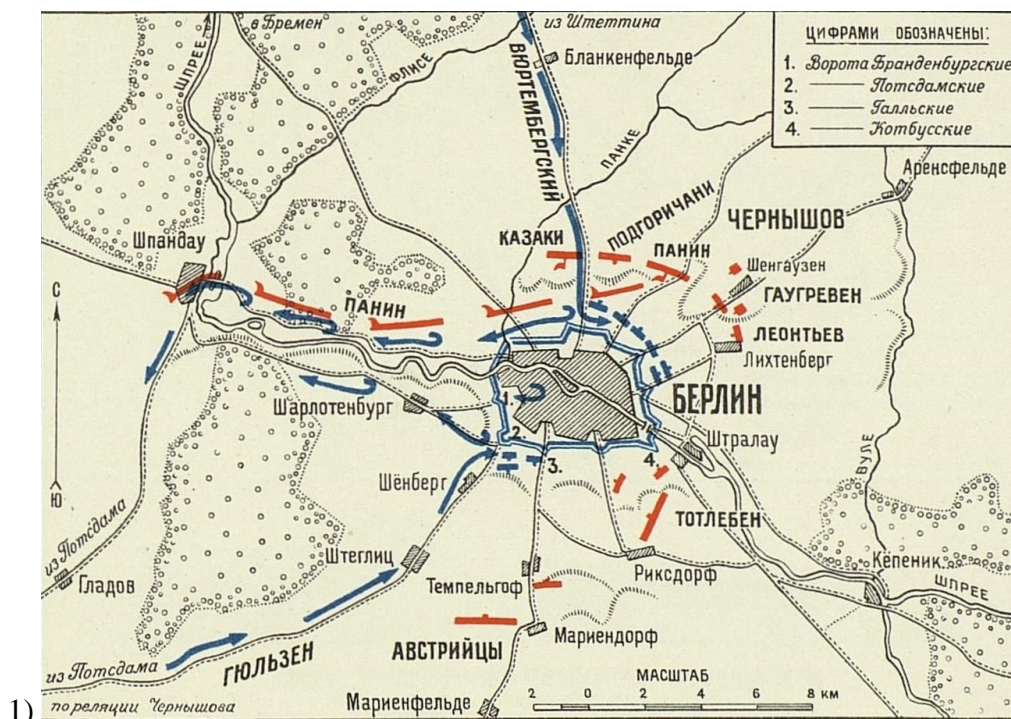 в Бремен
из Штеттина
ЦИФРАМИ ОБОЗНАЧЕНЫ:
1. Ворота Бранденбургские
2. Потсдамские
3. Галльские
4. Котбусские
ШПРЕЕ
ФЛИСЕ
Бланкенфельде
ВЮРТЕМБЕРГСКИЙ
ПАНКЕ
Аренсфельде
Шпандау
КАЗАКИ
ПОДГОРИЧАНИ
ПАНИН
ЧЕРНЫШОВ
Шенгаузен
С
ПАНИН
ГАУГРЕВЕН
ЛЕОНТЬЕВ
Лихтенберг
1.
БЕРЛИН
Шарлотенбург
2.
3.
4.
Штралау
ВУЛЕ
Ю
Шёнберг
ТОТЛЕБЕН
из Потсдама
Гладов
Штеглиц
Темпельгоф
Риксдорф
Кёпеник
ШПРЕЕ
из Потсдама
ГЮЛЬЗЕН
АВСТРИЙЦЫ
Мариендорф
МАСШТАБ
2 0 2 4 6 8 км
Мариенфельде
по реляции Чернышова
1)